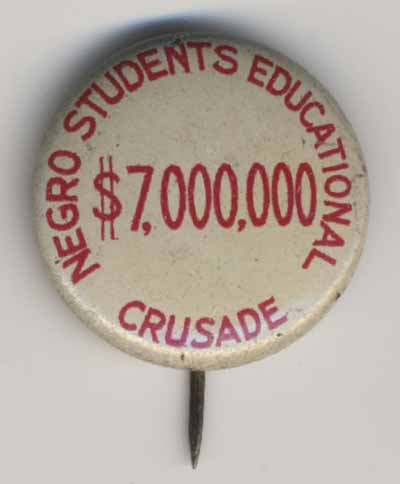 NEGRO STUDENTS EDUCATIONAL
$7,000,000
CRUSADE